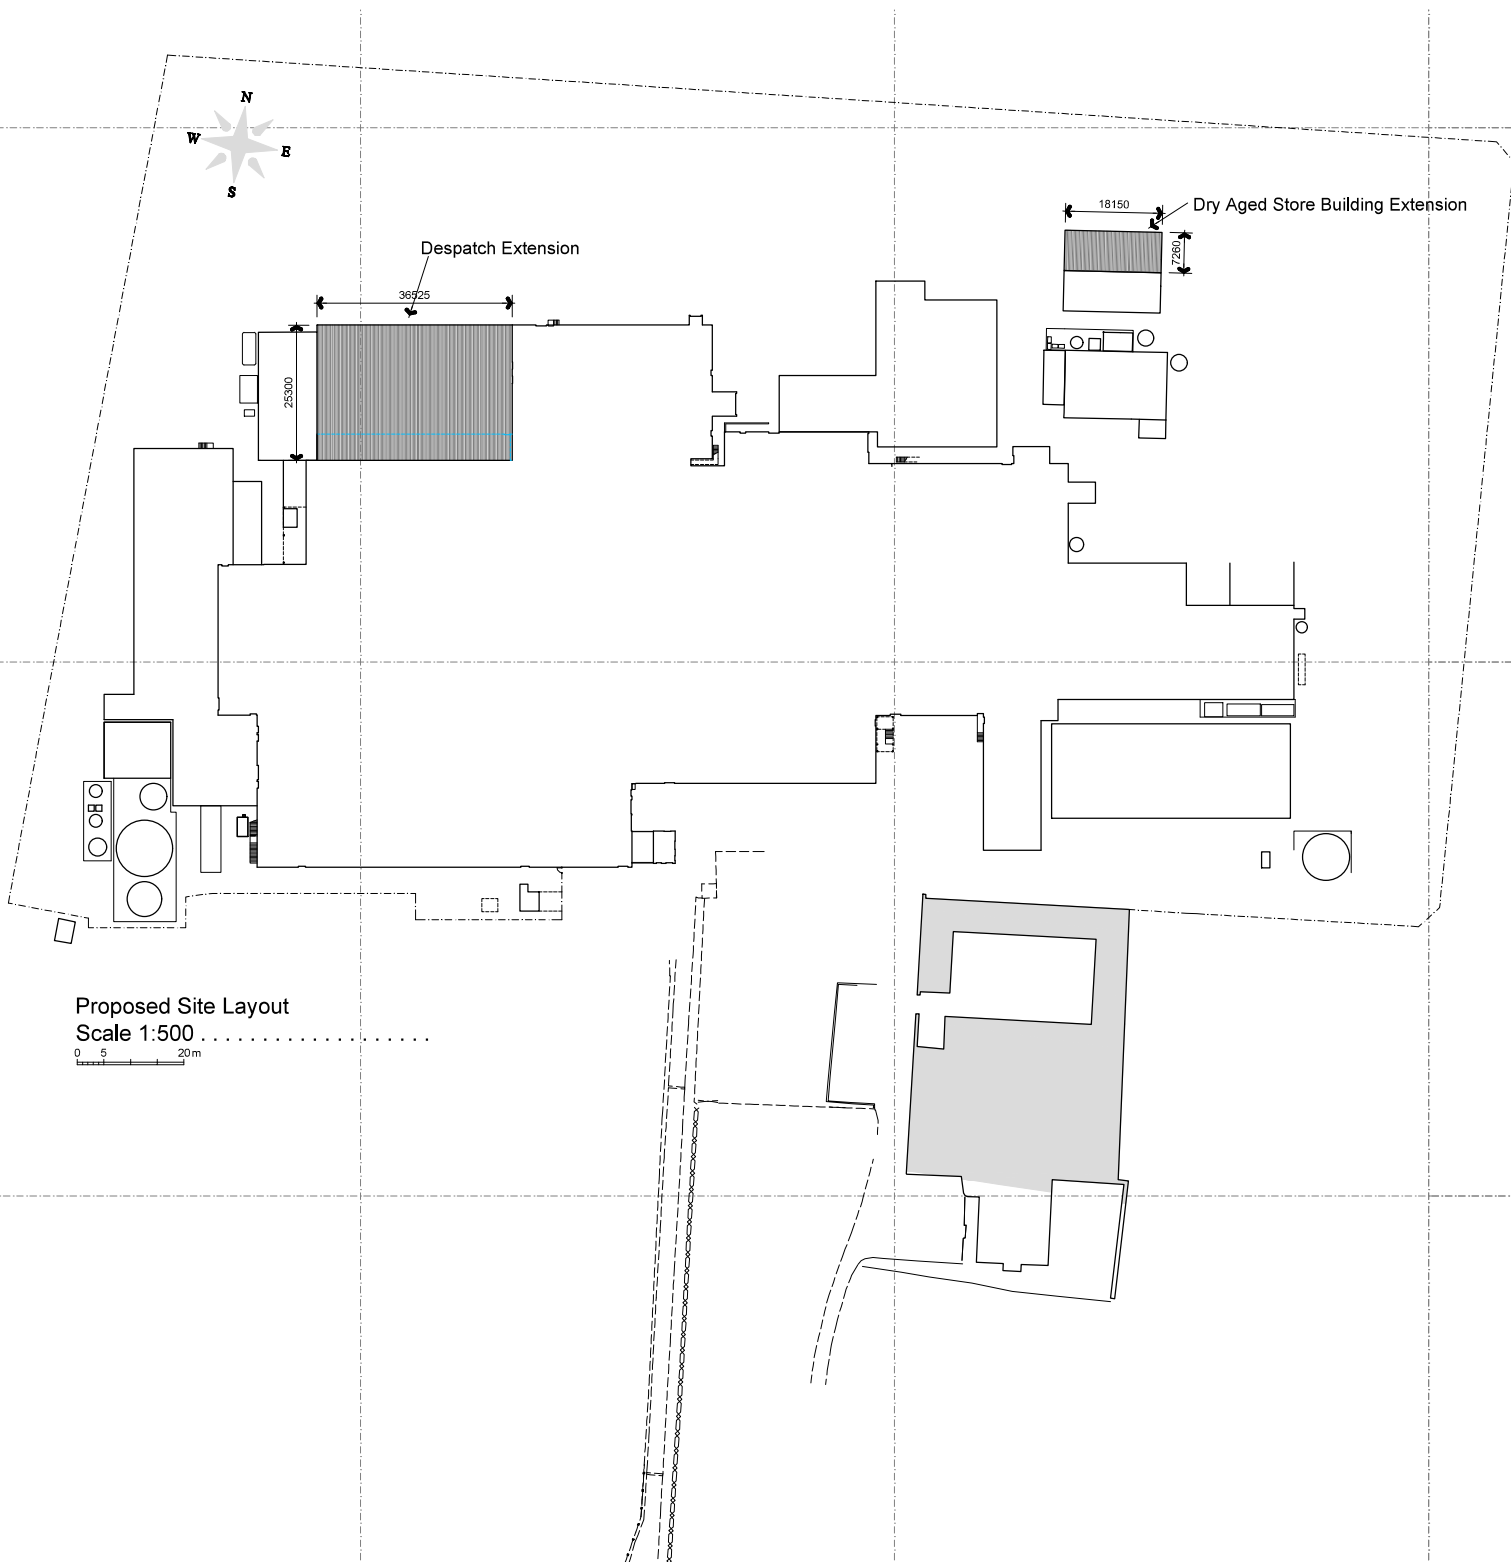 N
W
E
S
18150
Dry Aged Store Building Extension
7260
Despatch Extension
36525
25300
Proposed Site Layout
Scale 1:500 . . . . . . . . . . . . . . . . . . .
0 5 20m